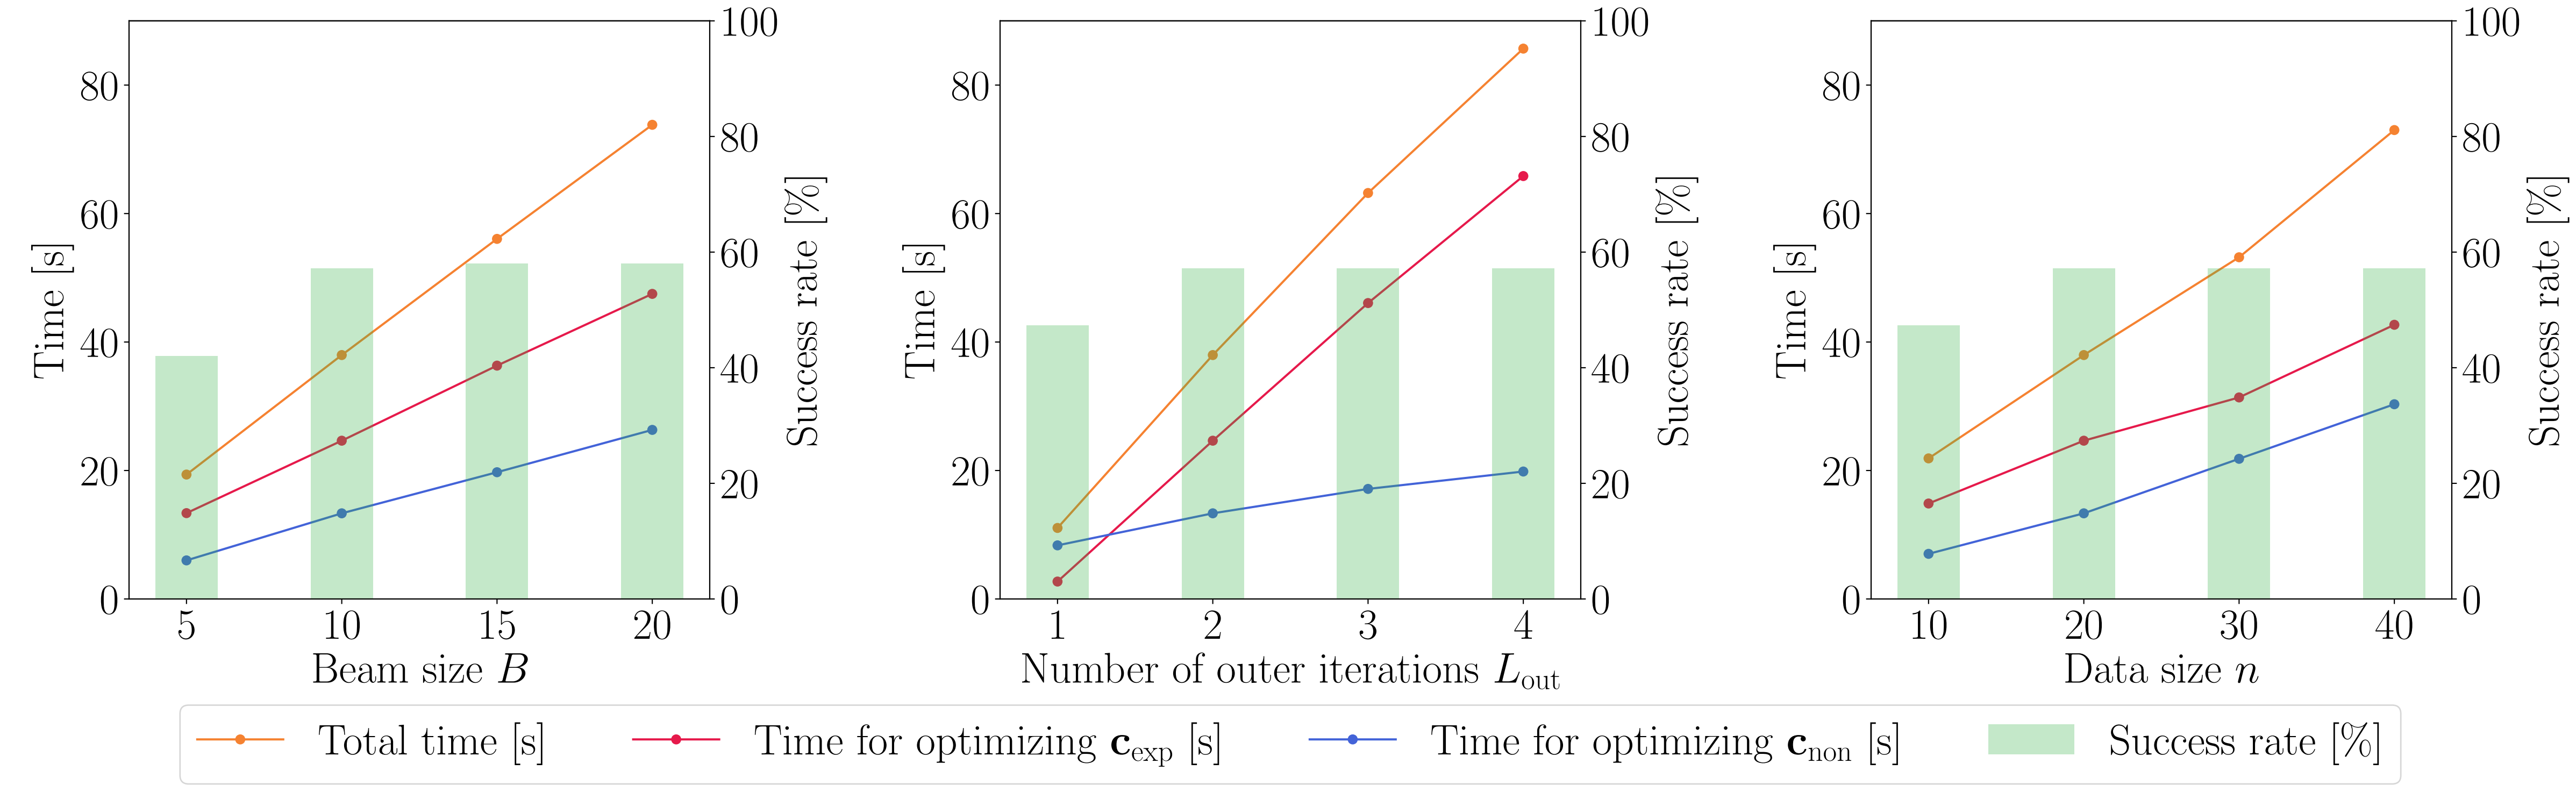 Time [s]
80
60
40
20
0
5 10 15 20
Beam size B
100
80
60
40
20
0
Success rate [%]
Time [s]
80
60
40
20
0
1 2 3 4
Number of outer iterations L_out
100
80
60
40
20
0
Success rate [%]
Time [s]
80
60
40
20
0
10 20 30 40
Data size n
100
80
60
40
20
0
Success rate [%]
Total time [s] Time for optimizing c_exp [s] Time for optimizing c_non [s] Success rate [%]